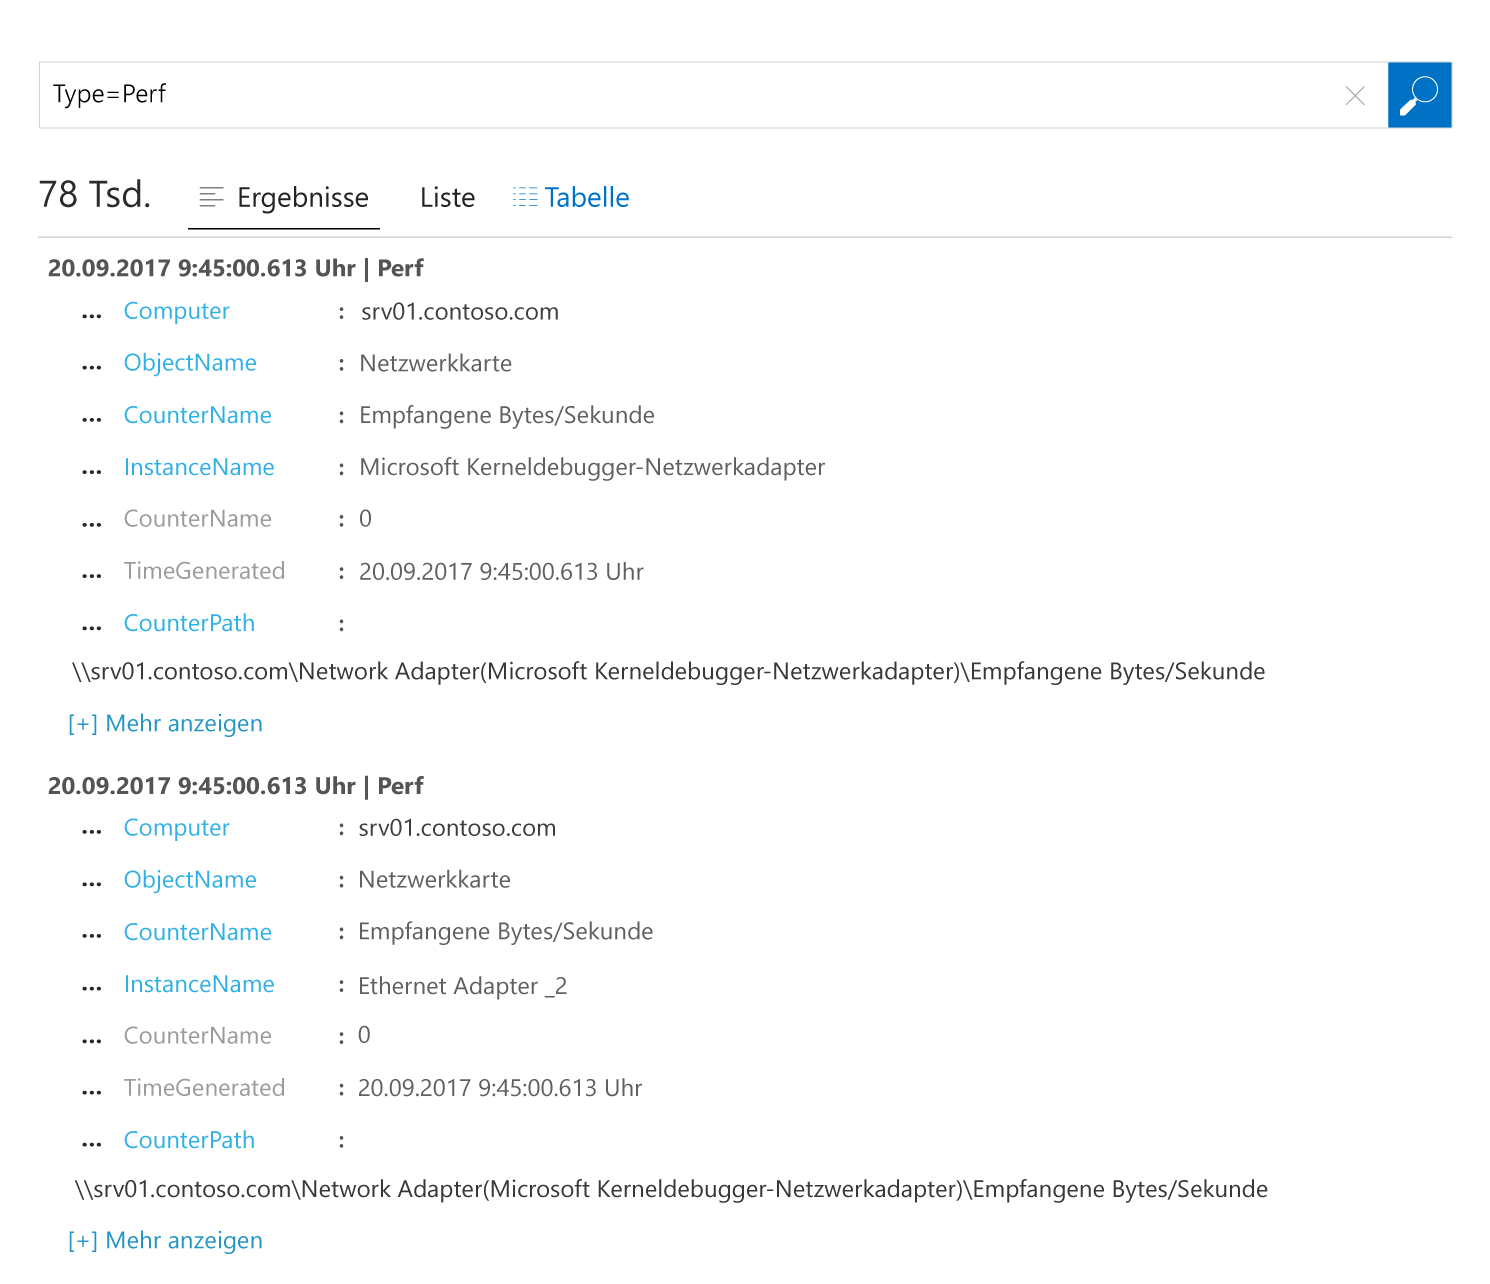 Type=Perf
78 Tsd. Ergebnisse Liste Tabelle
20.09.2017 9:45:00.613 Uhr | Perf
... Computer : srv01.contoso.com
... ObjectName : Netzwerkkarte
... CounterName : Empfangene Bytes/Sekunde
... InstanceName : Microsoft Kerneldebugger-Netzwerkadapter
... CounterName : 0
... TimeGenerated : 20.09.2017 9:45:00.613 Uhr
... CounterPath :
\\srv01.contoso.com\Network Adapter(Microsoft Kerneldebugger-Netzwerkadapter)\Empfangene Bytes/Sekunde
[+] Mehr anzeigen
20.09.2017 9:45:00.613 Uhr | Perf
... Computer : srv01.contoso.com
... ObjectName : Netzwerkkarte
... CounterName : Empfangene Bytes/Sekunde
... InstanceName : Ethernet Adapter _2
... CounterName : 0
... TimeGenerated : 20.09.2017 9:45:00.613 Uhr
... CounterPath :
\\srv01.contoso.com\Network Adapter(Microsoft Kerneldebugger-Netzwerkadapter)\Empfangene Bytes/Sekunde
[+] Mehr anzeigen